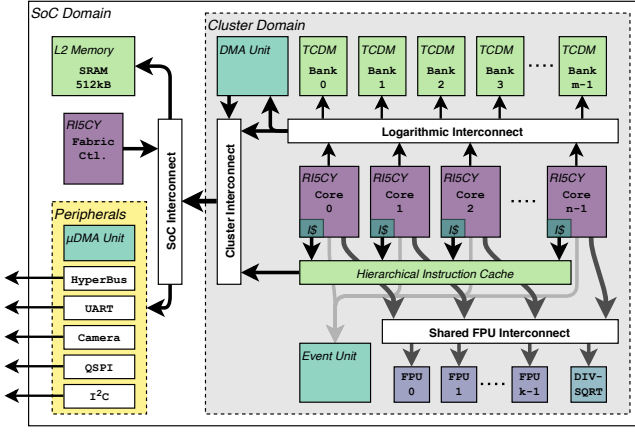 SoC Domain
L2 Memory
SRAM
512kB
RI5CY
Fabric
Ctl.
SoC Interconnect
Peripherals
µDMA Unit
HyperBus
UART
Camera
QSPI
I²C
Cluster Domain
DMA Unit
Cluster Interconnect
TCDM
Bank
0
TCDM
Bank
1
TCDM
Bank
2
TCDM
Bank
3
TCDM
Bank
m-1
Logarithmic Interconnect
RI5CY
Core
0
I$
RI5CY
Core
1
I$
RI5CY
Core
2
I$
RI5CY
Core
n-1
I$
Hierarchical Instruction Cache
Shared FPU Interconnect
Event Unit
FPU
0
FPU
1
FPU
k-1
DIV-
SQRT